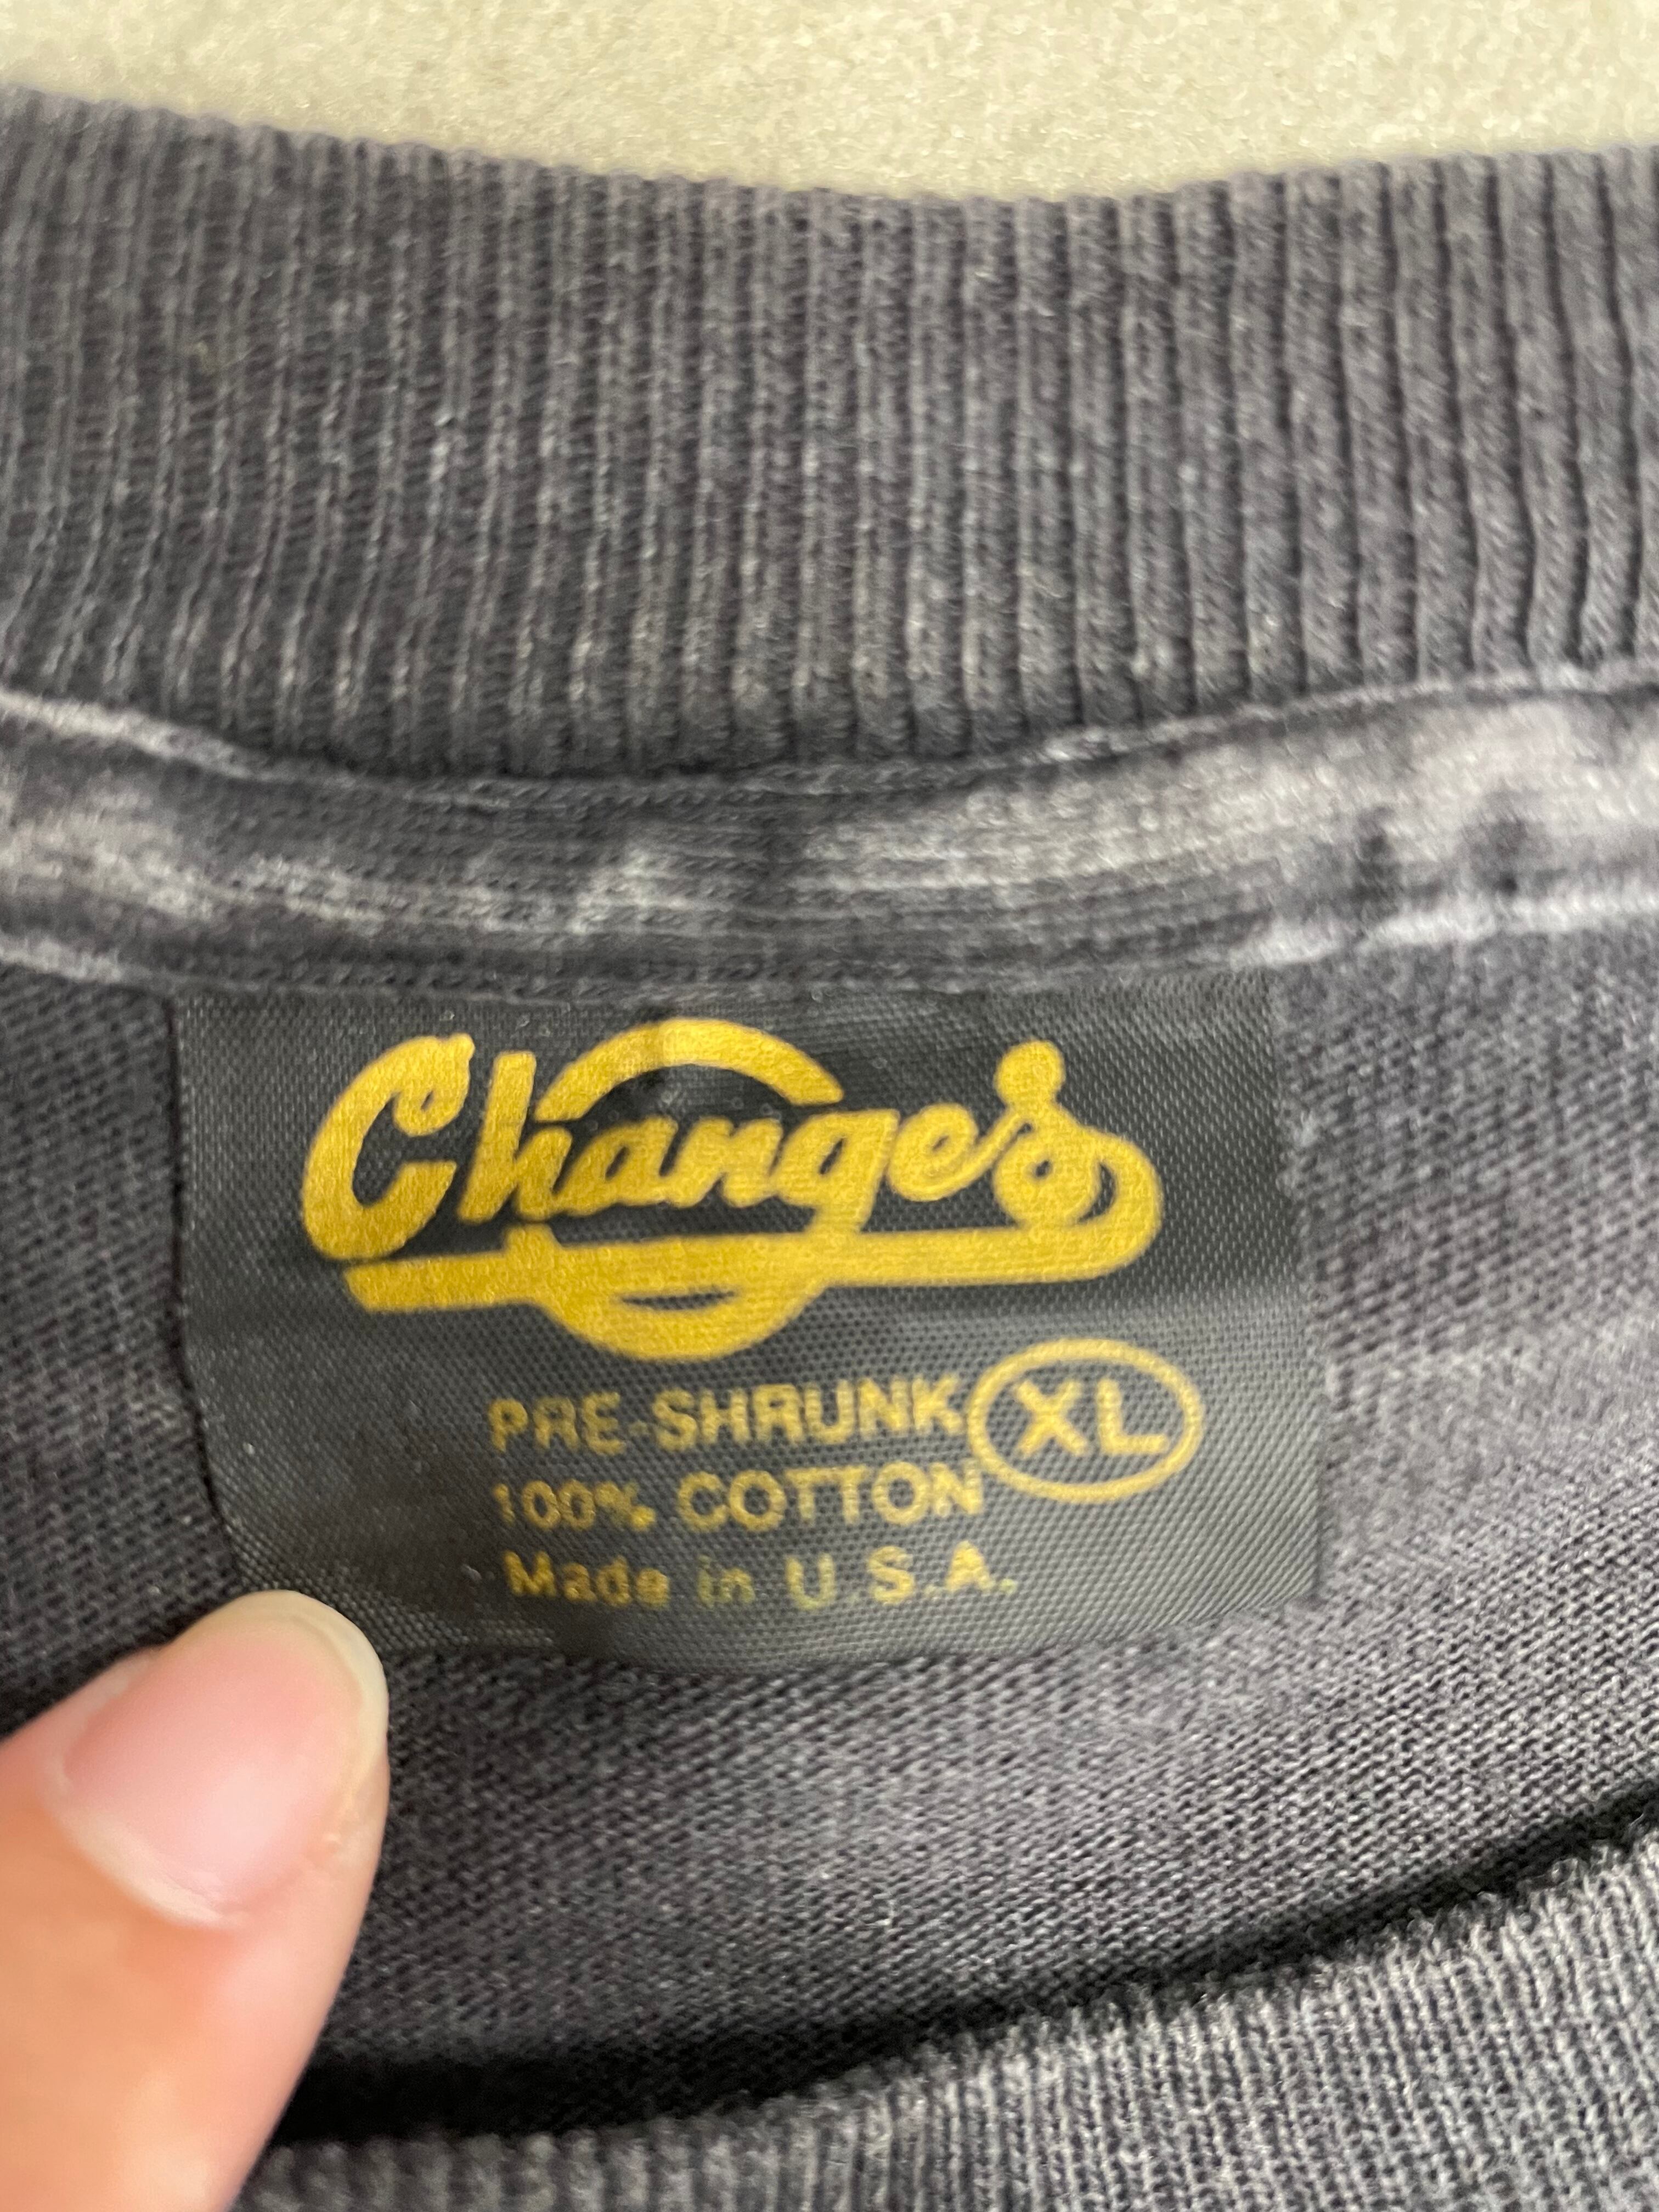 Changes
PRE-SHRUNK XL
100% COTTON
Made in U.S.A.